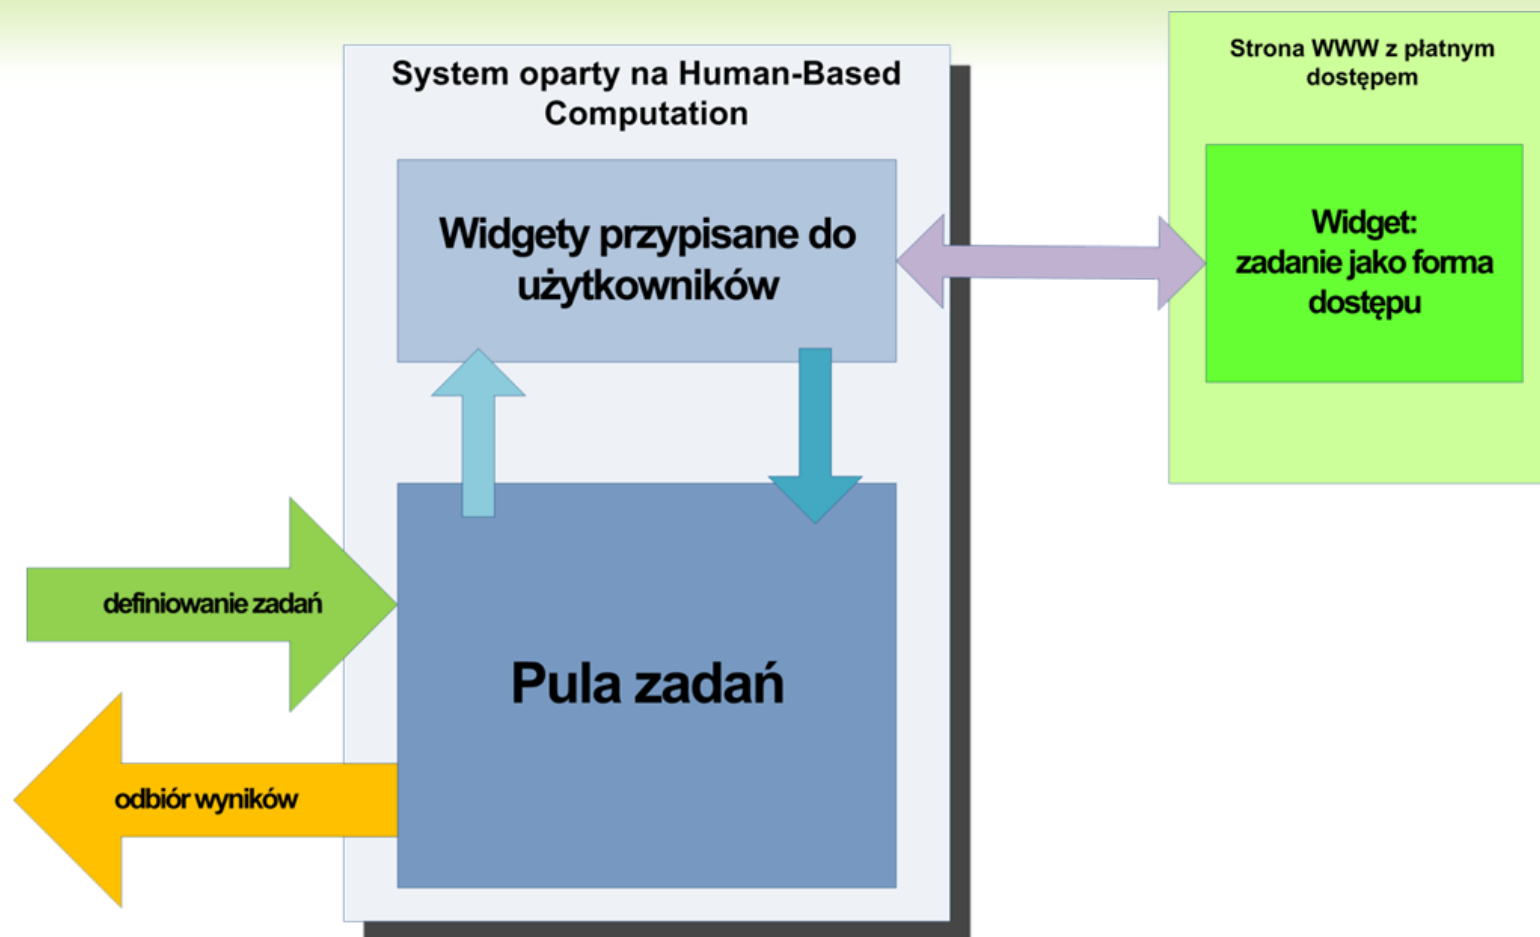 System oparty na Human-Based
Computation
Widgety przypisane do
użytkowników
Pula zadań
definiowanie zadań
odbiór wyników
Strona WWW z płatnym
dostępem
Widget:
zadanie jako forma
dostępu